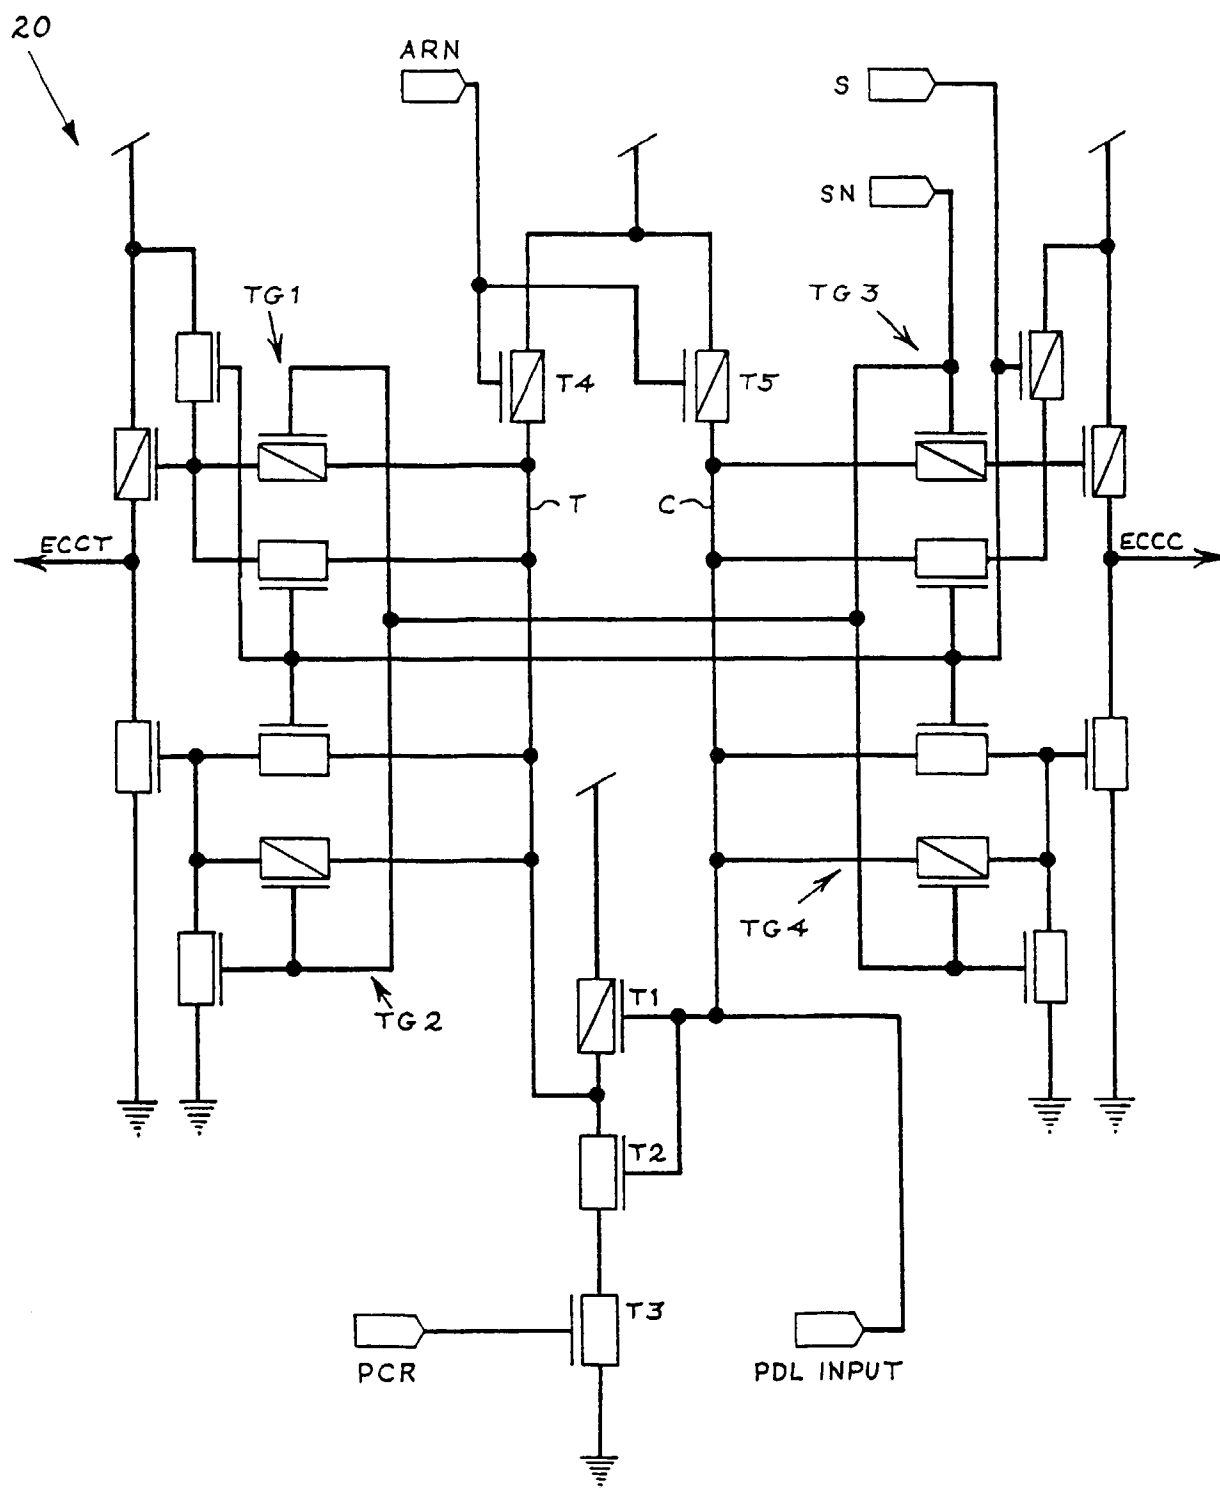 20
ARN
S
SN
TG1
TG3
T4
T5
T
C
ECCT
ECCC
TG4
T1
TG2
T2
T3
PCR
PDL INPUT